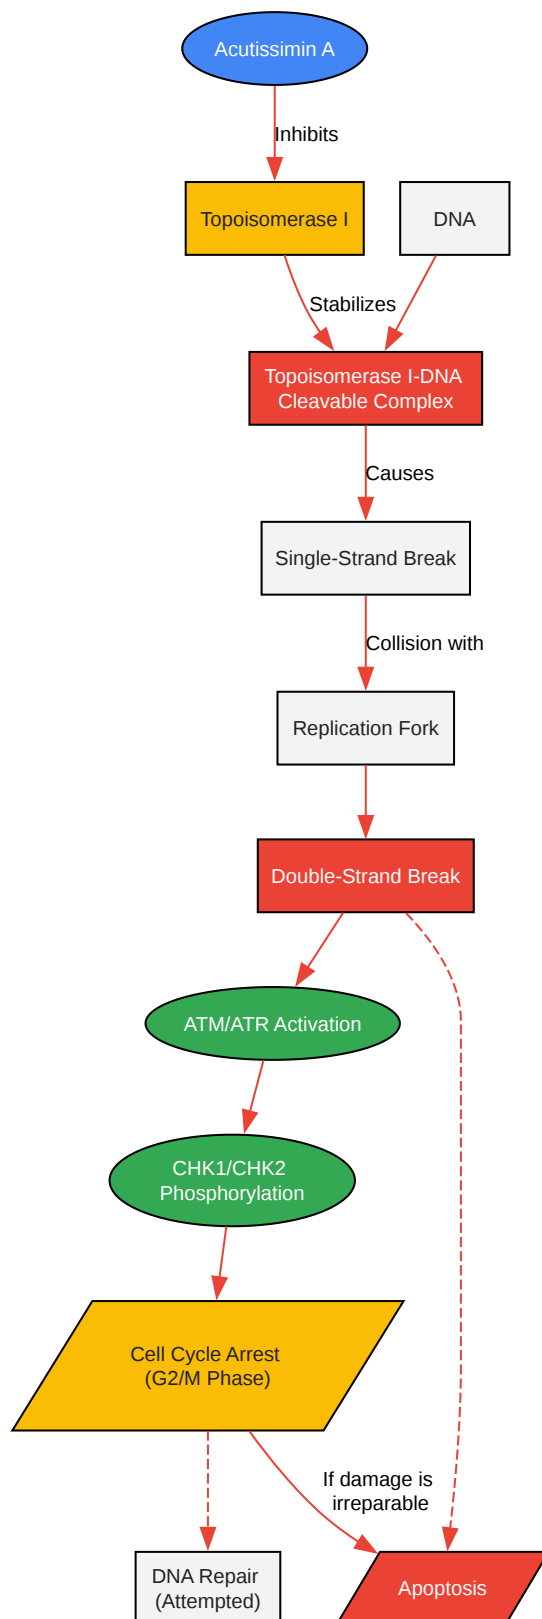 Acutissimin A
Inhibits
Topoisomerase I
DNA
Stabilizes
Topoisomerase I-DNA
Cleavable Complex
Causes
Single-Strand Break
Collision with
Replication Fork
Double-Strand Break
ATM/ATR Activation
CHK1/CHK2
Phosphorylation
Cell Cycle Arrest
(G2/M Phase)
If damage is
irreparable
DNA Repair
(Attempted)
Apoptosis